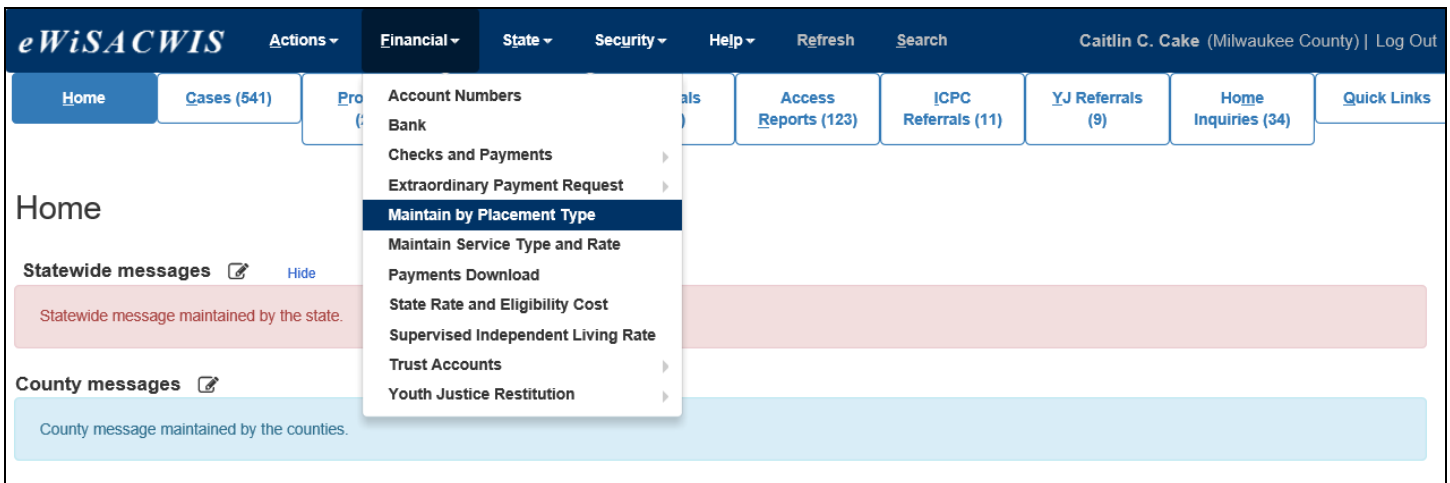 eWiSACWIS Actions Financial State Security Help Refresh Search Caitlin C. Cake (Milwaukee County) | Log Out
Home Cases (541) Pro als Access ICPC YJ Referrals Home Quick Links
Reports (123) Referrals (11) (9) Inquiries (34)
Account Numbers
Bank
Checks and Payments
Extraordinary Payment Request
Maintain by Placement Type
Maintain Service Type and Rate
Payments Download
State Rate and Eligibility Cost
Supervised Independent Living Rate
Trust Accounts
Youth Justice Restitution
Home
Statewide messages Hide
Statewide message maintained by the state.
County messages
County message maintained by the counties.